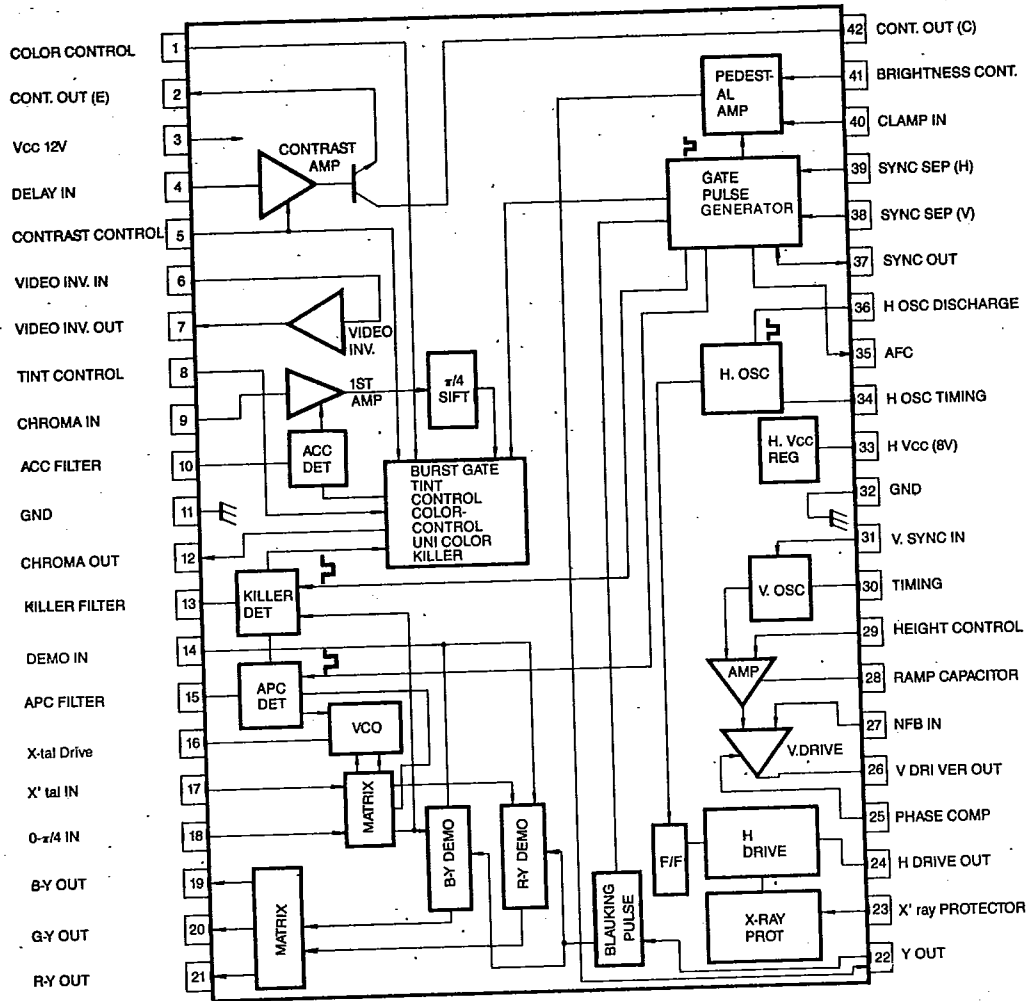 COLOR CONTROL 1
CONT. OUT (E) 2
Vcc 12V 3
DELAY IN 4
CONTRAST CONTROL 5
VIDEO INV. IN 6
VIDEO INV. OUT 7
TINT CONTROL 8
CHROMA IN 9
ACC FILTER 10
GND 11
CHROMA OUT 12
KILLER FILTER 13
DEMO IN 14
APC FILTER 15
X-tal Drive 16
X' tal IN 17
0-π/4 IN 18
B-Y OUT 19
G-Y OUT 20
R-Y OUT 21
CONTRAST
AMP
VIDEO
INV.
1ST
AMP
π/4
SIFT
ACC
DET
BURST GATE
TINT
CONTROL
COLOR-
CONTROL
UNI COLOR
KILLER
KILLER
DET
APC
DET
VCO
MATRIX
B-Y DEMO
R-Y DEMO
MATRIX
BLAUKING
PULSE
PEDEST-
AL
AMP
GATE
PULSE
GENERATOR
H. OSC
H. Vcc
REG
V. OSC
AMP
V.DRIVE
F/F
H
DRIVE
X-RAY
PROT
42 CONT. OUT (C)
41 BRIGHTNESS CONT.
40 CLAMP IN
39 SYNC SEP (H)
38 SYNC SEP (V)
37 SYNC OUT
36 H OSC DISCHARGE
35 AFC
34 H OSC TIMING
33 H Vcc (8V)
32 GND
31 V. SYNC IN
30 TIMING
29 HEIGHT CONTROL
28 RAMP CAPACITOR
27 NFB IN
26 V DRIVER OUT
25 PHASE COMP
24 H DRIVE OUT
23 X' ray PROTECTOR
22 Y OUT